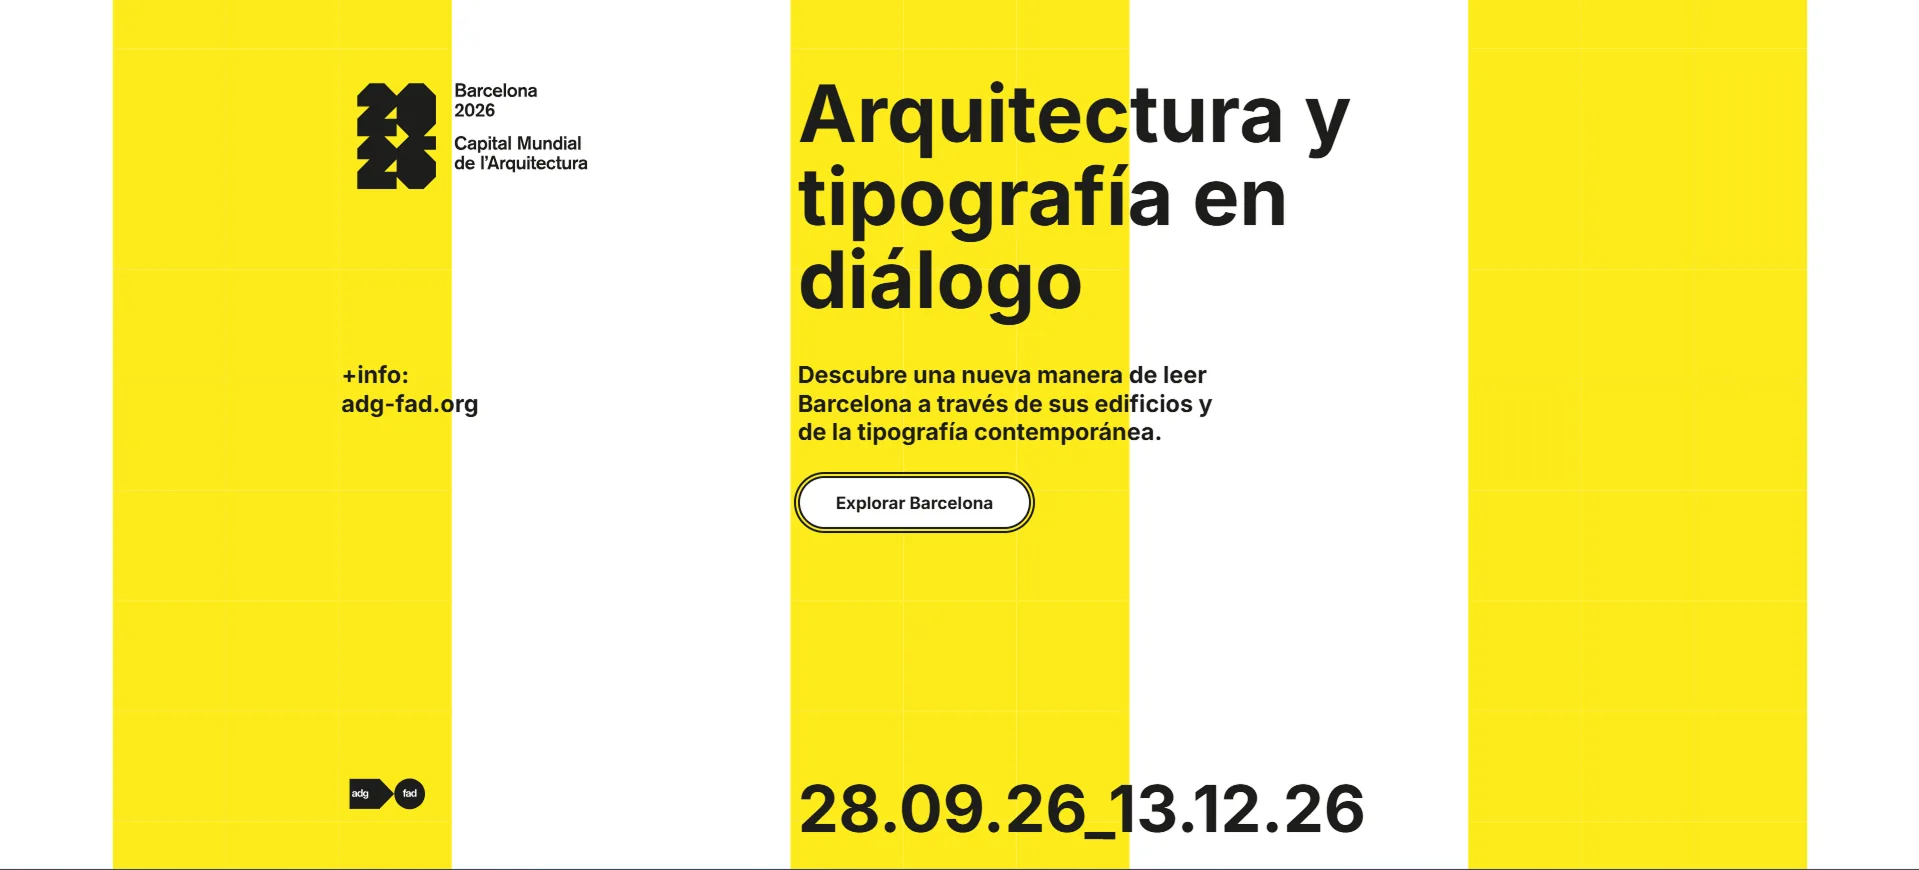 2026
Barcelona
2026
Capital Mundial
de l’Arquitectura
Arquitectura y
tipografía en
diálogo
+info:
adg-fad.org
Descubre una nueva manera de leer
Barcelona a través de sus edificios y
de la tipografía contemporánea.
Explorar Barcelona
adg fad
28.09.26_13.12.26